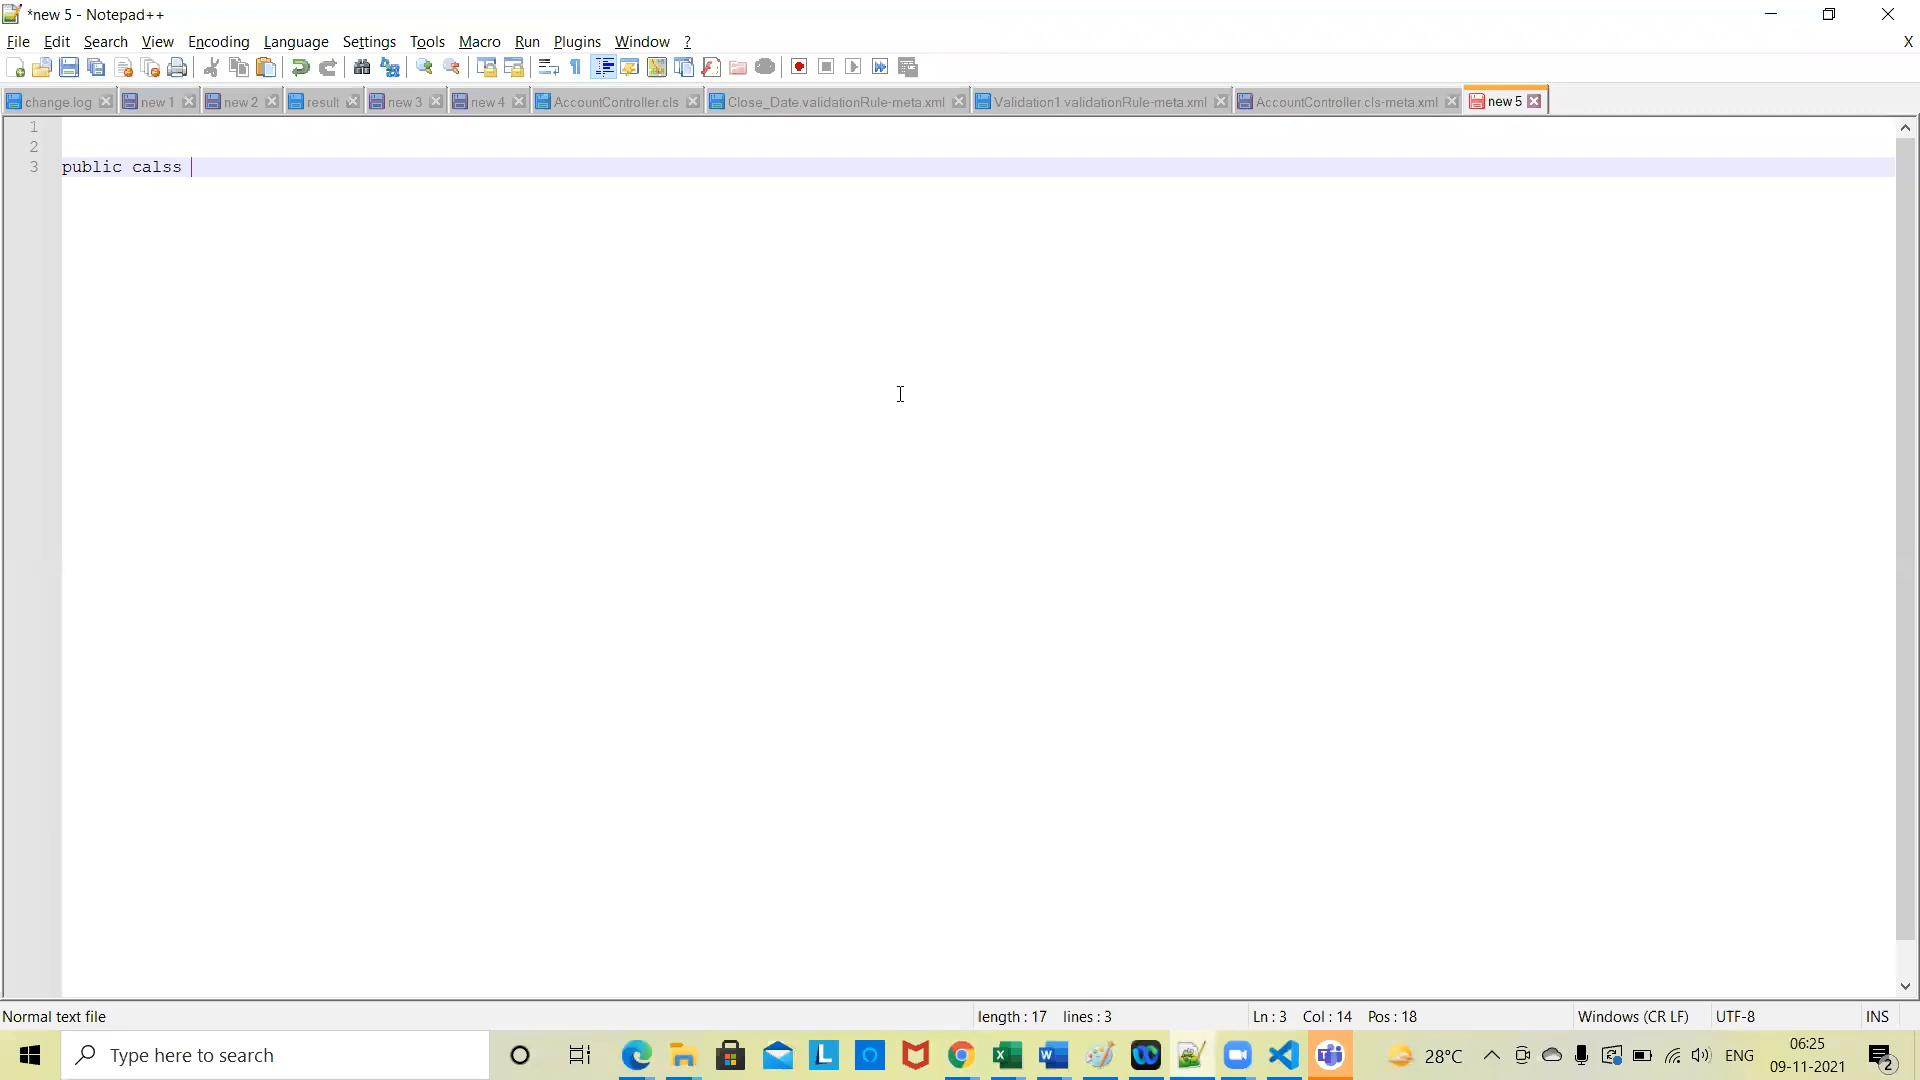 *new 5 - Notepad++
File Edit Search View Encoding Language Settings Tools Macro Run Plugins Window ? X
change.log new 1 new 2 result new 3 new 4 AccountController.cls Close_Date.validationRule-meta.xml Validation1.validationRule-meta.xml AccountController.cls-meta.xml new 5
1
2
3 public calss
Normal text file length : 17 lines : 3 Ln : 3 Col : 14 Pos : 18 Windows (CR LF) UTF-8 INS
Type here to search 28°C ENG 06:25
09-11-2021 2